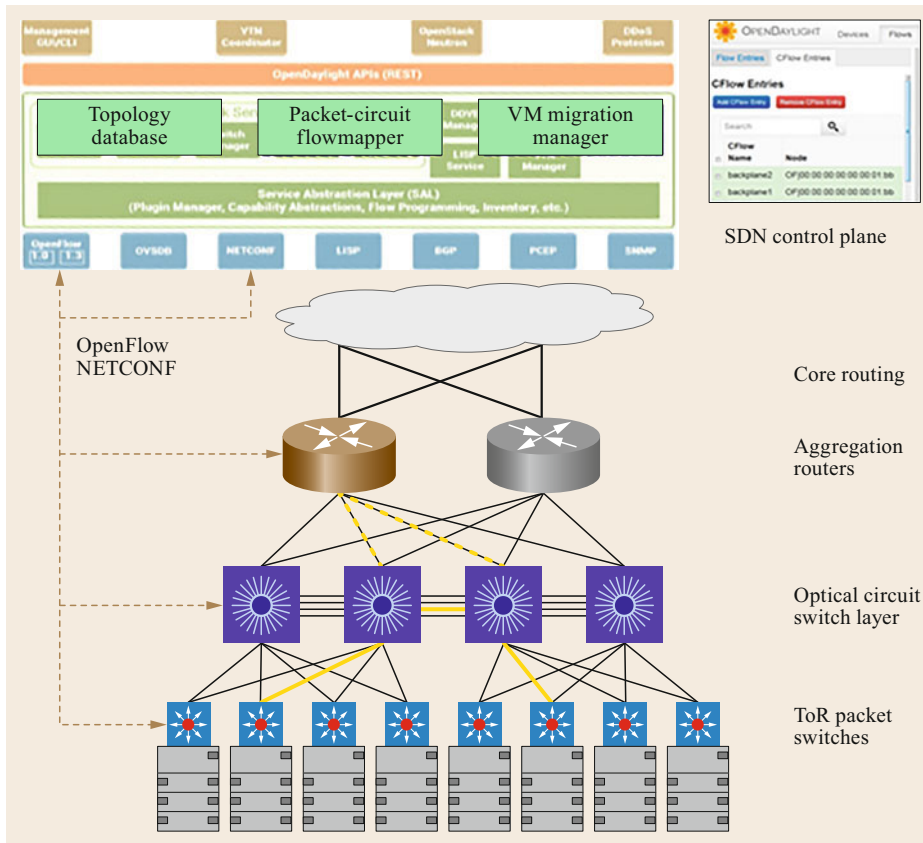 Management
GUI/CLI
VTN
Coordinator
OpenStack
Neutron
DDoS
Protection
OpenDaylight APIs (REST)
Topology
database
Packet-circuit
flowmapper
VM migration
manager
LISP
Service
Manager
Service Abstraction Layer (SAL)
(Plugin Manager, Capability Abstractions, Flow Programming, Inventory, etc.)
OpenFlow
1.0 1.3
OVSDB
NETCONF
LISP
BGP
PCEP
SNMP
OPENDAYLIGHT
Devices
Flows
Flow Entries
CFlow Entries
CFlow Entries
Add CFlow Entry
Remove CFlow Entry
Search
CFlow
Name
Node
backplane2
OF|00:00:00:00:00:00:01:bb
backplane1
OF|00:00:00:00:00:00:01:bb
SDN control plane
OpenFlow
NETCONF
Core routing
Aggregation
routers
Optical circuit
switch layer
ToR packet
switches